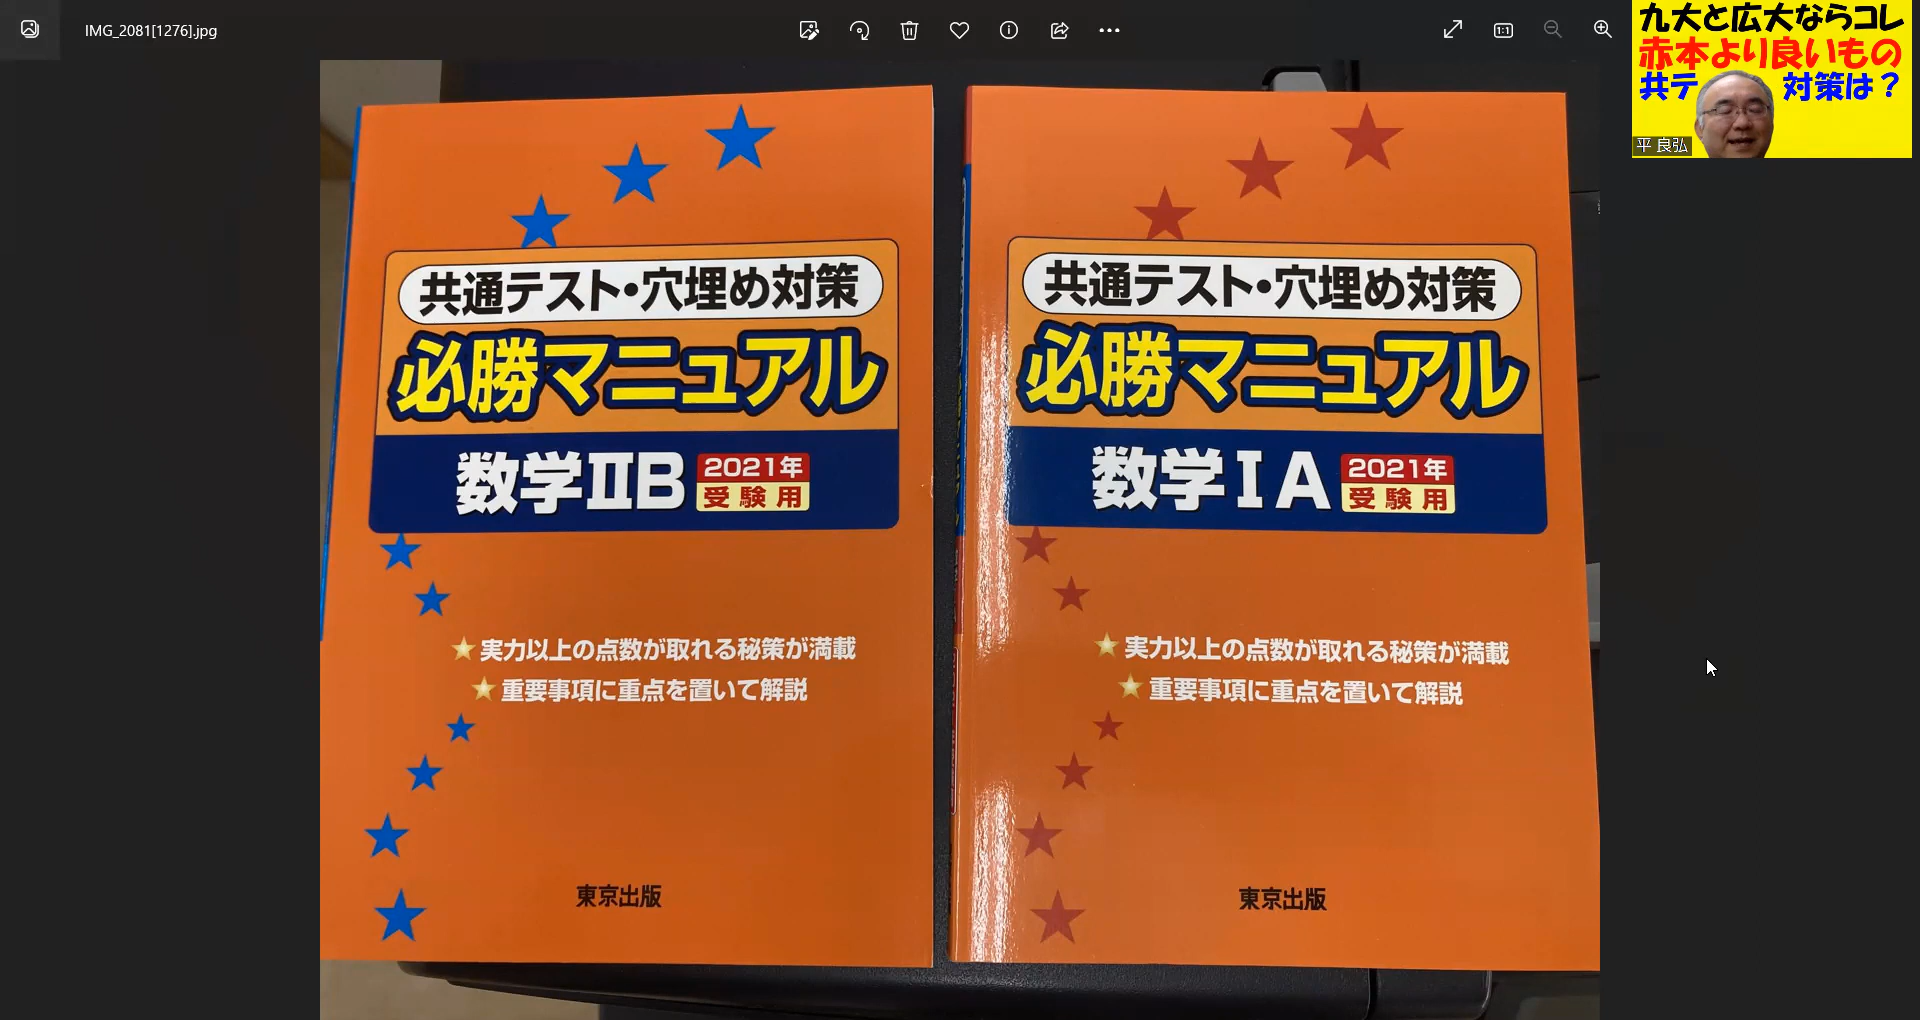 IMG_2081[1276].jpg
1:1
九大と広大ならコレ
赤本より良いもの
共テ 対策は？
平 良弘
共通テスト・穴埋め対策
必勝マニュアル
数学ⅡB
2021年
受験用
★実力以上の点数が取れる秘策が満載
★重要事項に重点を置いて解説
東京出版
共通テスト・穴埋め対策
必勝マニュアル
数学ⅠA
2021年
受験用
★実力以上の点数が取れる秘策が満載
★重要事項に重点を置いて解説
東京出版